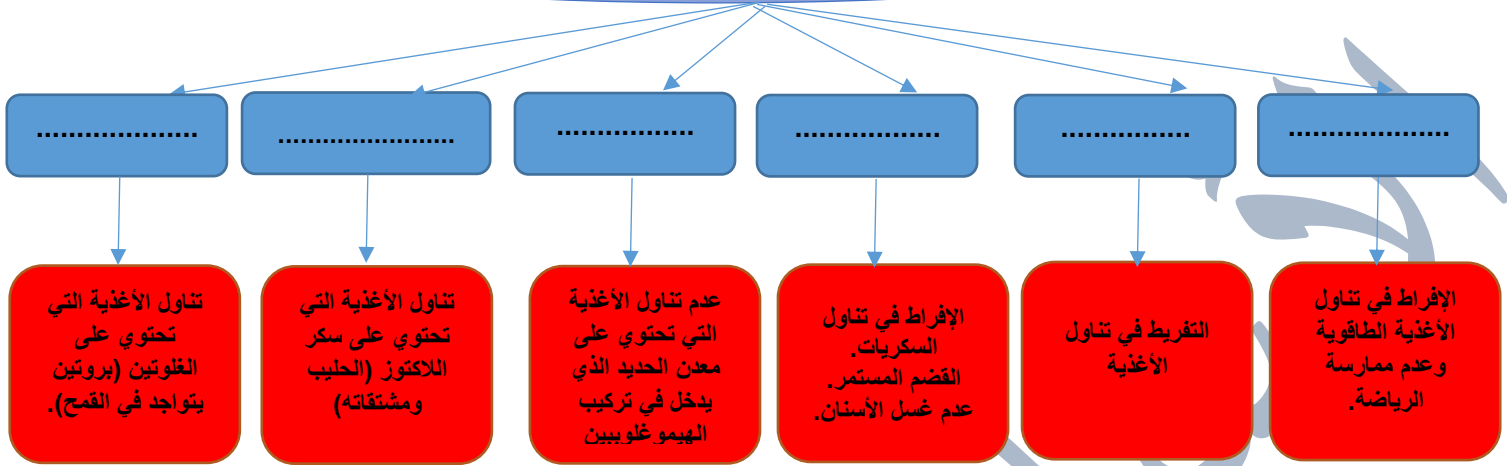 ....................
................
..................
.................
......................
....................
الإفراط في تناول
الأغذية الطاقوية
وعدم ممارسة
الرياضة.
التفريط في تناول
الأغذية
الإفراط في تناول
السكريات.
القضم المستمر.
عدم غسل الأسنان.
عدم تناول الأغذية
التي تحتوي على
معدن الحديد الذي
يدخل في تركيب
الهيموغلوبيين
تناول الأغذية التي
تحتوي على سكر
اللاكتوز (الحليب
ومشتقاته)
تناول الأغذية التي
تحتوي على
الغلوتين (بروتين
يتواجد في القمح).